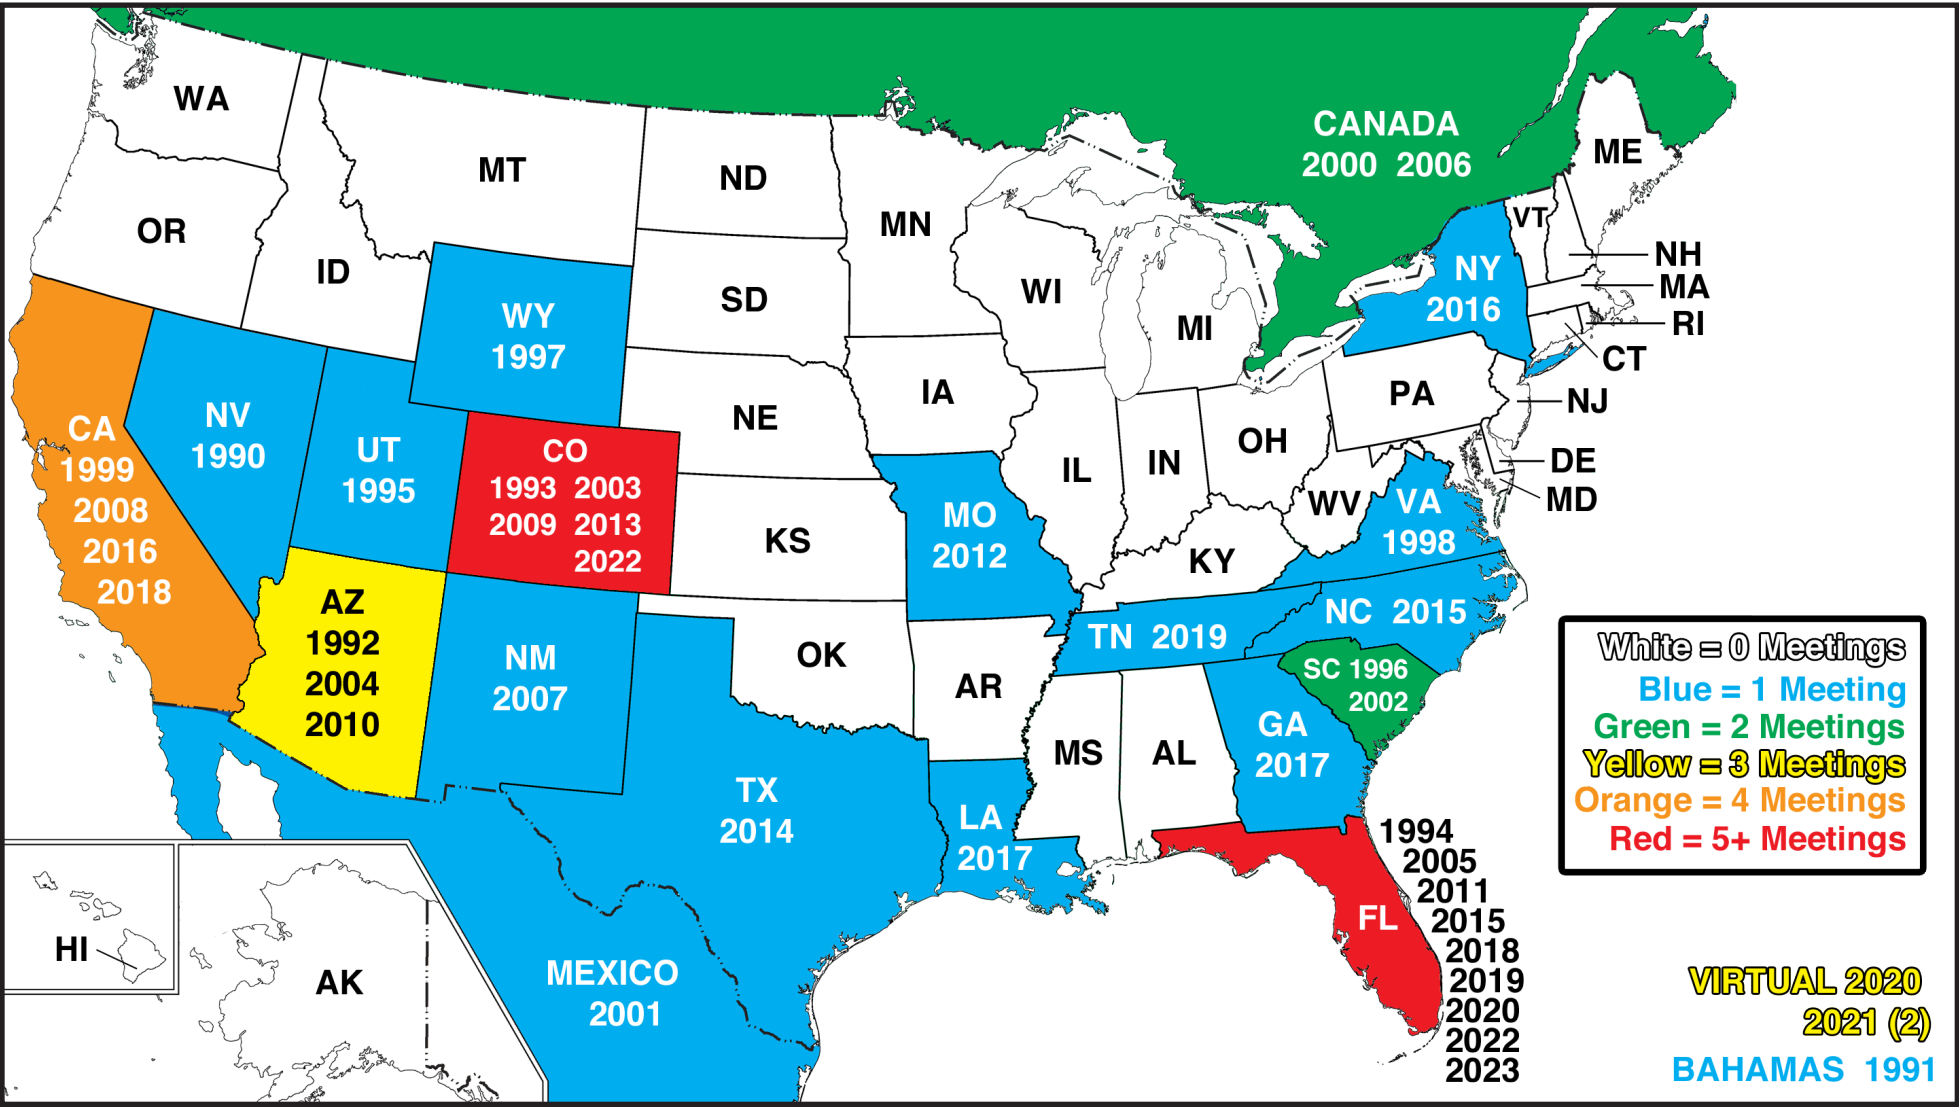 WA
MT
ND
MN
CANADA
2000 2006
ME
OR
ID
SD
WI
MI
VT
NH
MA
RI
CT
NY
2016
WY
1997
NE
IA
PA
NJ
NV
1990
UT
1995
CO
1993 2003
2009 2013
2022
CA
1999
2008
2016
2018
KS
MO
2012
IL
IN
OH
WV
VA
1998
DE
MD
KY
AZ
1992
2004
2010
NM
2007
OK
AR
TN 2019
NC 2015
SC 1996
2002
MS
AL
GA
2017
TX
2014
LA
2017
FL
1994
2005
2011
2015
2018
2019
2020
2022
2023
MEXICO
2001
HI
AK
White = 0 Meetings
Blue = 1 Meeting
Green = 2 Meetings
Yellow = 3 Meetings
Orange = 4 Meetings
Red = 5+ Meetings
VIRTUAL 2020
2021 (2)
BAHAMAS 1991